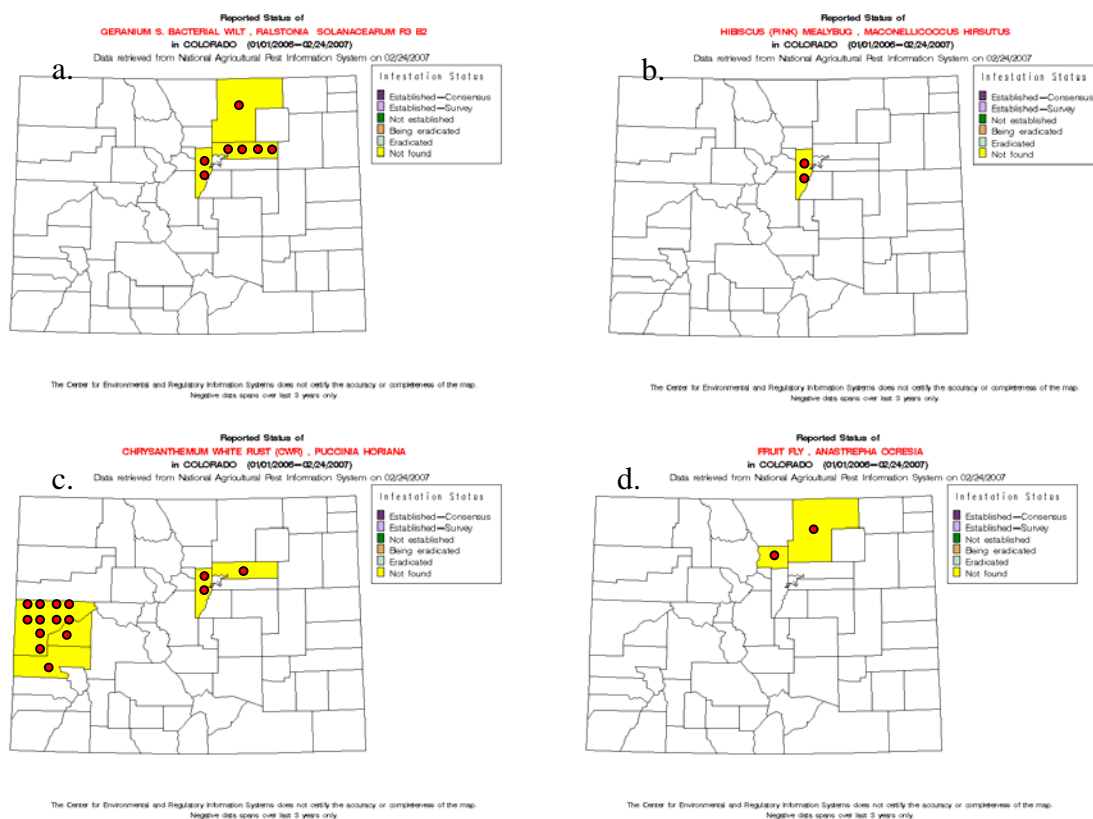 Reported Status of
GERANIUM S. BACTERIAL WILT , RALSTONIA SOLANACEARUM R3 B2
in COLORADO (01/01/2006—02/24/2007)
Data retrieved from National Agricultural Pest Information System on 02/24/2007
a.
Infestation Status
Established—Consensus
Established—Survey
Not established
Being eradicated
Eradicated
Not found
The Center for Environmental and Regulatory Information Systems does not certify the accuracy or completeness of the map.
Negative data spans over last 3 years only.
Reported Status of
HIBISCUS (PINK) MEALYBUG , MACONELLICOCCUS HIRSUTUS
in COLORADO (01/01/2006—02/24/2007)
Data retrieved from National Agricultural Pest Information System on 02/24/2007
b.
Infestation Status
Established—Consensus
Established—Survey
Not established
Being eradicated
Eradicated
Not found
The Center for Environmental and Regulatory Information Systems does not certify the accuracy or completeness of the map.
Negative data spans over last 3 years only.
Reported Status of
CHRYSANTHEMUM WHITE RUST (CWR) , PUCCINIA HORIANA
in COLORADO (01/01/2006—02/24/2007)
Data retrieved from National Agricultural Pest Information System on 02/24/2007
c.
Infestation Status
Established—Consensus
Established—Survey
Not established
Being eradicated
Eradicated
Not found
The Center for Environmental and Regulatory Information Systems does not certify the accuracy or completeness of the map.
Negative data spans over last 3 years only.
Reported Status of
FRUIT FLY , ANASTREPHA OCRESIA
in COLORADO (01/01/2006—02/24/2007)
Data retrieved from National Agricultural Pest Information System on 02/24/2007
d.
Infestation Status
Established—Consensus
Established—Survey
Not established
Being eradicated
Eradicated
Not found
The Center for Environmental and Regulatory Information Systems does not certify the accuracy or completeness of the map.
Negative data spans over last 3 years only.